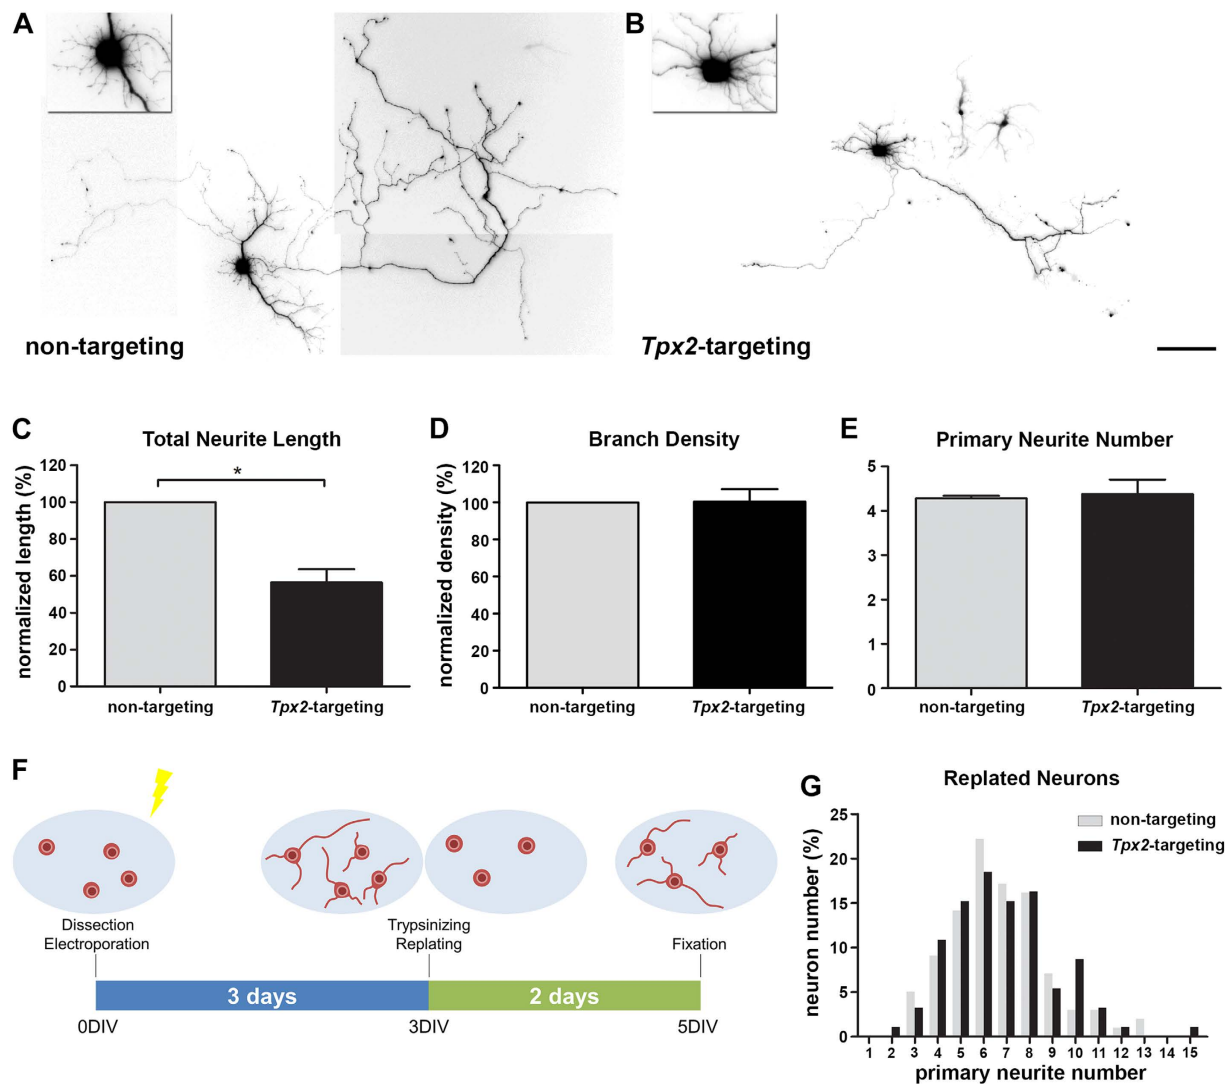 A
B
non-targeting
Tpx2-targeting
C
Total Neurite Length
normalized length (%)
120
100
80
60
40
20
0
*
non-targeting
Tpx2-targeting
D
Branch Density
normalized density (%)
120
100
80
60
40
20
0
non-targeting
Tpx2-targeting
E
Primary Neurite Number
5
4
3
2
1
0
non-targeting
Tpx2-targeting
F
Dissection
Electroporation
Trypsinizing
Replating
Fixation
3 days
2 days
0DIV
3DIV
5DIV
G
Replated Neurons
non-targeting
Tpx2-targeting
neuron number (%)
25
20
15
10
5
0
1 2 3 4 5 6 7 8 9 10 11 12 13 14 15
primary neurite number